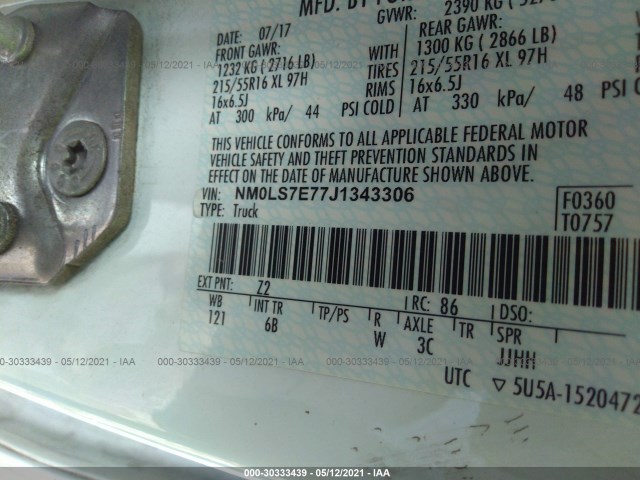 MFD. BY
GVWR: 2390 KG
DATE: 07/17
FRONT GAWR: REAR GAWR:
1232 KG ( 2716 LB) WITH 1300 KG ( 2866 LB)
215/55R16 XL 97H TIRES 215/55R16 XL 97H
16x6.5J RIMS 16x6.5J
AT 300 kPa/ 44 PSI COLD AT 330 kPa/ 48 PSI COLD
THIS VEHICLE CONFORMS TO ALL APPLICABLE FEDERAL MOTOR
VEHICLE SAFETY AND THEFT PREVENTION STANDARDS IN
EFFECT ON THE DATE OF MANUFACTURE SHOWN ABOVE.
VIN: NM0LS7E77J1343306
TYPE: Truck
F0360
T0757
EXT PNT: Z2 RC: 86 DSO:
WB INT TR TP/PS R AXLE TR SPR
121 6B W 3C JJHH
UTC ▽ 5U5A-1520472
000-30333439 - 05/12/2021 - IAA